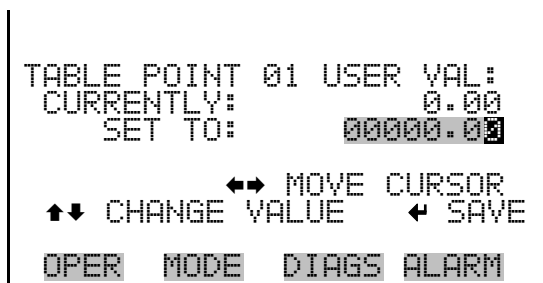 TABLE POINT 01 USER VAL:
CURRENTLY: 0.00
SET TO: 00000.00
←→ MOVE CURSOR
↑↓ CHANGE VALUE ↵ SAVE
OPER MODE DIAGS ALARM